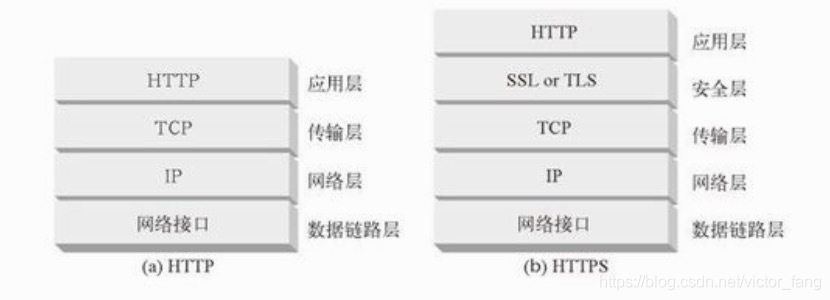 HTTP 应用层
TCP 传输层
IP 网络层
网络接口 数据链路层
(a) HTTP
HTTP 应用层
SSL or TLS 安全层
TCP 传输层
IP 网络层
网络接口 数据链路层
(b) HTTPS
https://blog.csdn.net/victor_fang